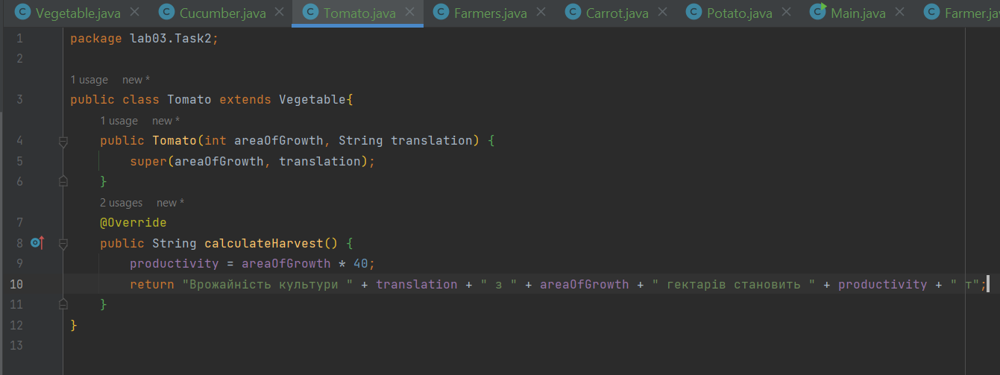 Vegetable.java Cucumber.java Tomato.java Farmers.java Carrot.java Potato.java Main.java
1 package lab03.Task2;
2
1 usage new *
3 public class Tomato extends Vegetable{
1 usage new *
4 public Tomato(int areaOfGrowth, String translation) {
5 super(areaOfGrowth, translation);
6 }
2 usages new *
7 @Override
8 public String calculateHarvest() {
9 productivity = areaOfGrowth * 40;
10 return "Врожайність культури " + translation + " з " + areaOfGrowth + " гектарів становить " + productivity + " т";
11 }
12 }
13